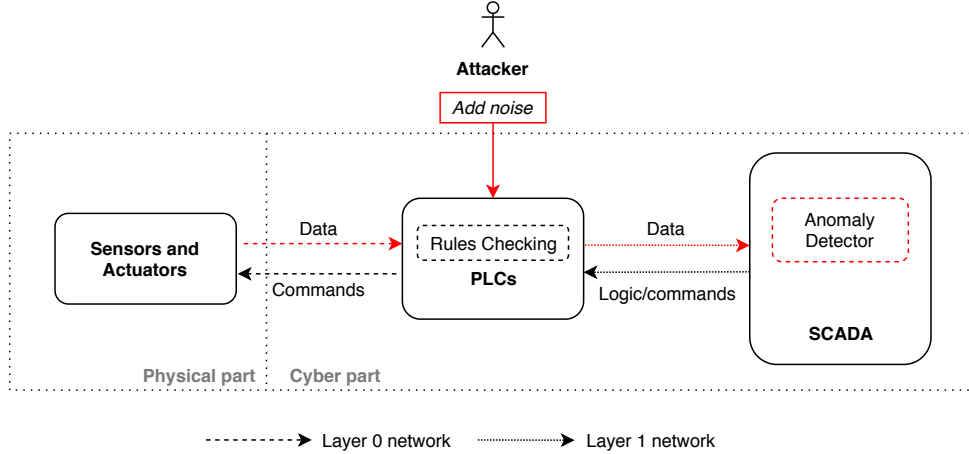 Attacker
Add noise
Sensors and
Actuators
Data
Commands
Rules Checking
PLCs
Data
Logic/commands
Anomaly
Detector
SCADA
Physical part
Cyber part
Layer 0 network
Layer 1 network